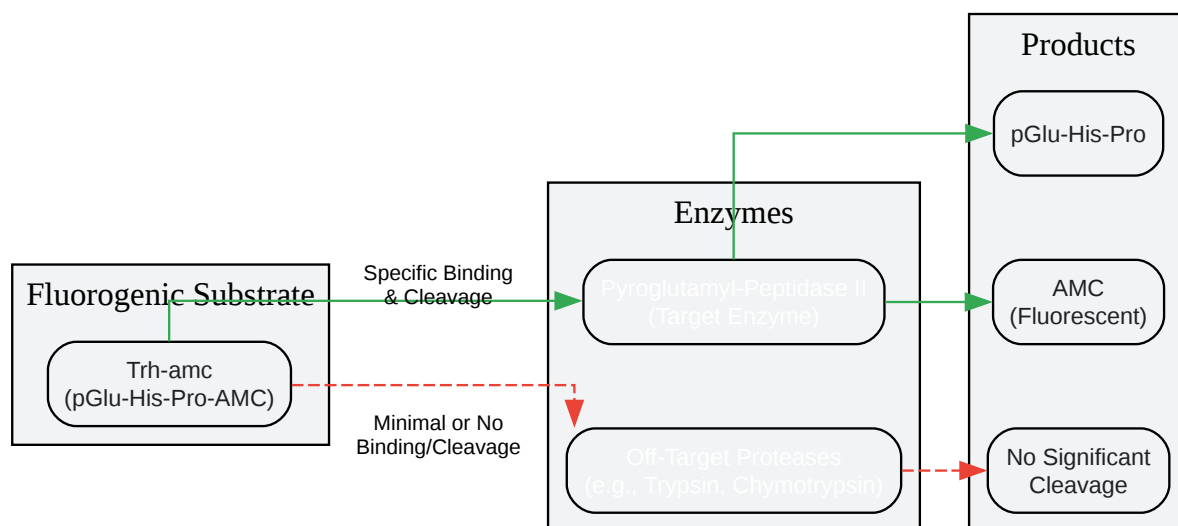 Products
pGlu-His-Pro
Enzymes
Fluorogenic Substrate
Specific Binding
& Cleavage
Pyroglutamyl-Peptidase II
(Target Enzyme)
AMC
(Fluorescent)
Trh-amc
(pGlu-His-Pro-AMC)
Minimal or No
Binding/Cleavage
Off-Target Proteases
(e.g., Trypsin, Chymotrypsin)
No Significant
Cleavage